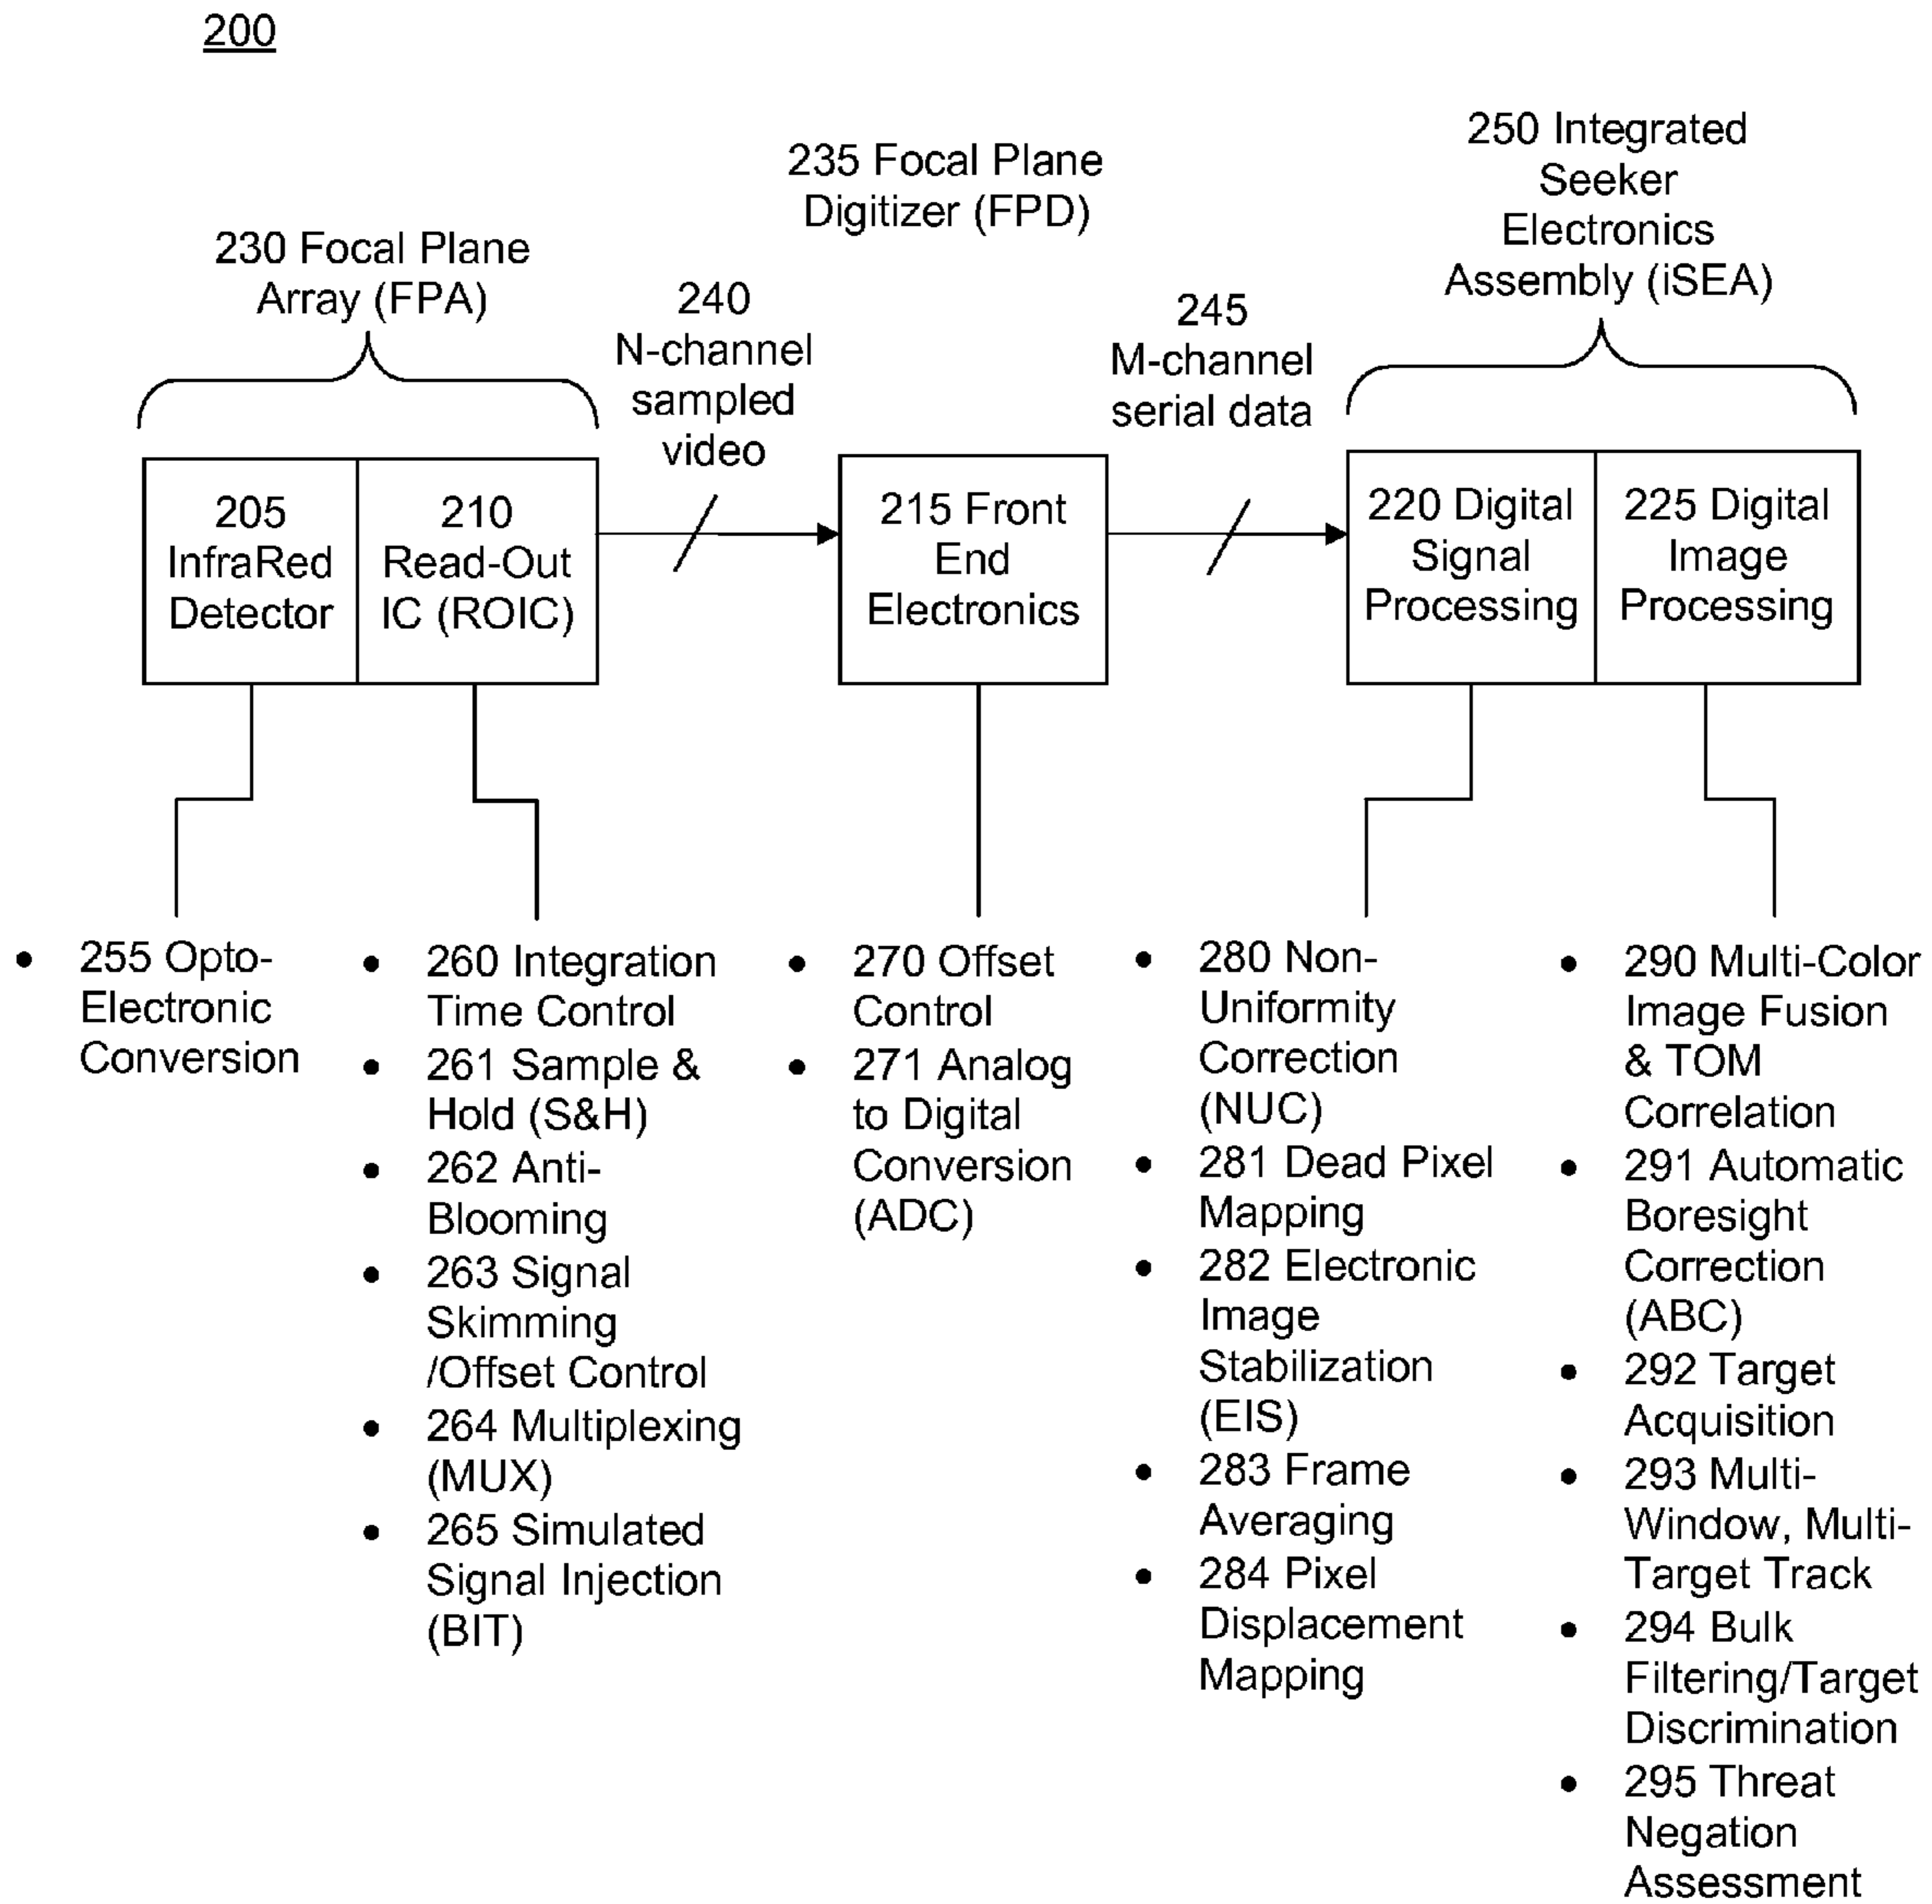 200
230 Focal Plane
Array (FPA)
240
N-channel
sampled
video
235 Focal Plane
Digitizer (FPD)
245
M-channel
serial data
250 Integrated
Seeker
Electronics
Assembly (iSEA)
205
InfraRed
Detector
210
Read-Out
IC (ROIC)
215 Front
End
Electronics
220 Digital
Signal
Processing
225 Digital
Image
Processing
• 255 Opto-
Electronic
Conversion
• 260 Integration
Time Control
• 261 Sample &
Hold (S&H)
• 262 Anti-
Blooming
• 263 Signal
Skimming
/Offset Control
• 264 Multiplexing
(MUX)
• 265 Simulated
Signal Injection
(BIT)
• 270 Offset
Control
• 271 Analog
to Digital
Conversion
(ADC)
• 280 Non-
Uniformity
Correction
(NUC)
• 281 Dead Pixel
Mapping
• 282 Electronic
Image
Stabilization
(EIS)
• 283 Frame
Averaging
• 284 Pixel
Displacement
Mapping
• 290 Multi-Color
Image Fusion
& TOM
Correlation
• 291 Automatic
Boresight
Correction
(ABC)
• 292 Target
Acquisition
• 293 Multi-
Window, Multi-
Target Track
• 294 Bulk
Filtering/Target
Discrimination
• 295 Threat
Negation
Assessment